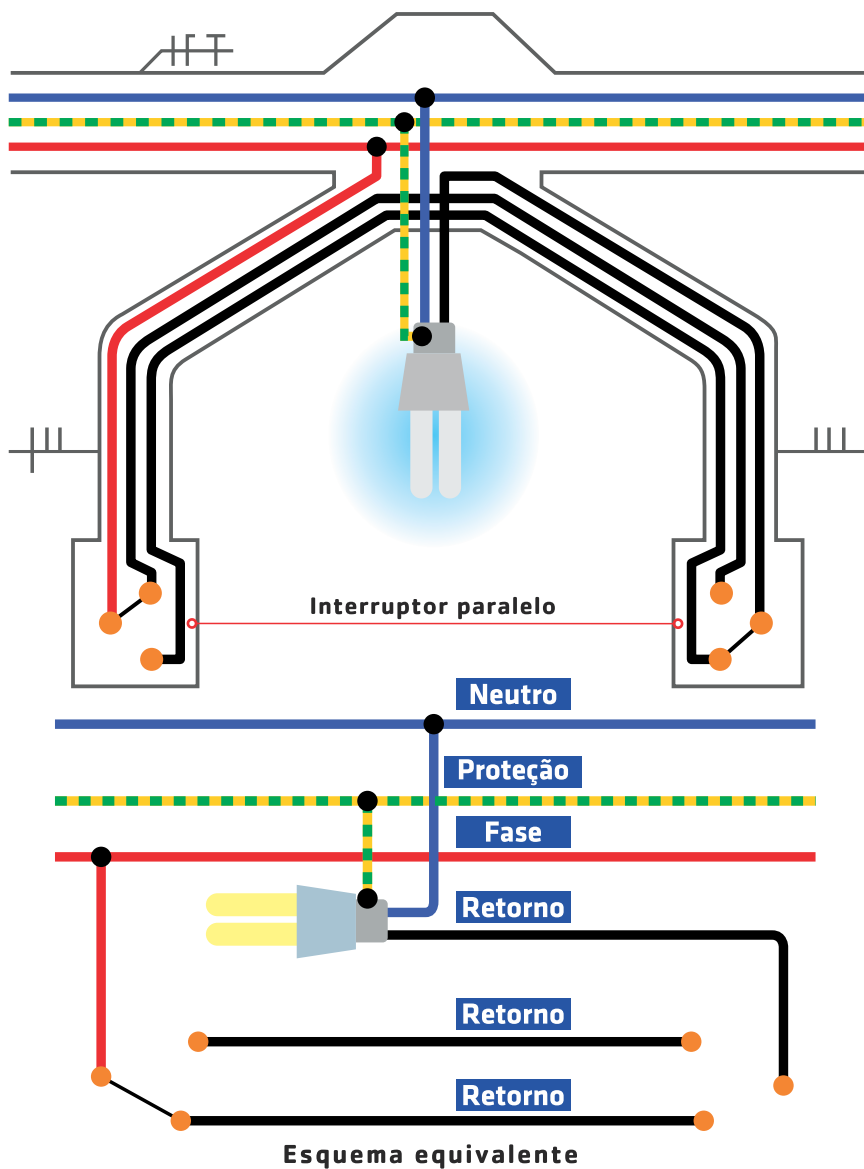 Interruptor paralelo
Neutro
Proteção
Fase
Retorno
Retorno
Retorno
Esquema equivalente